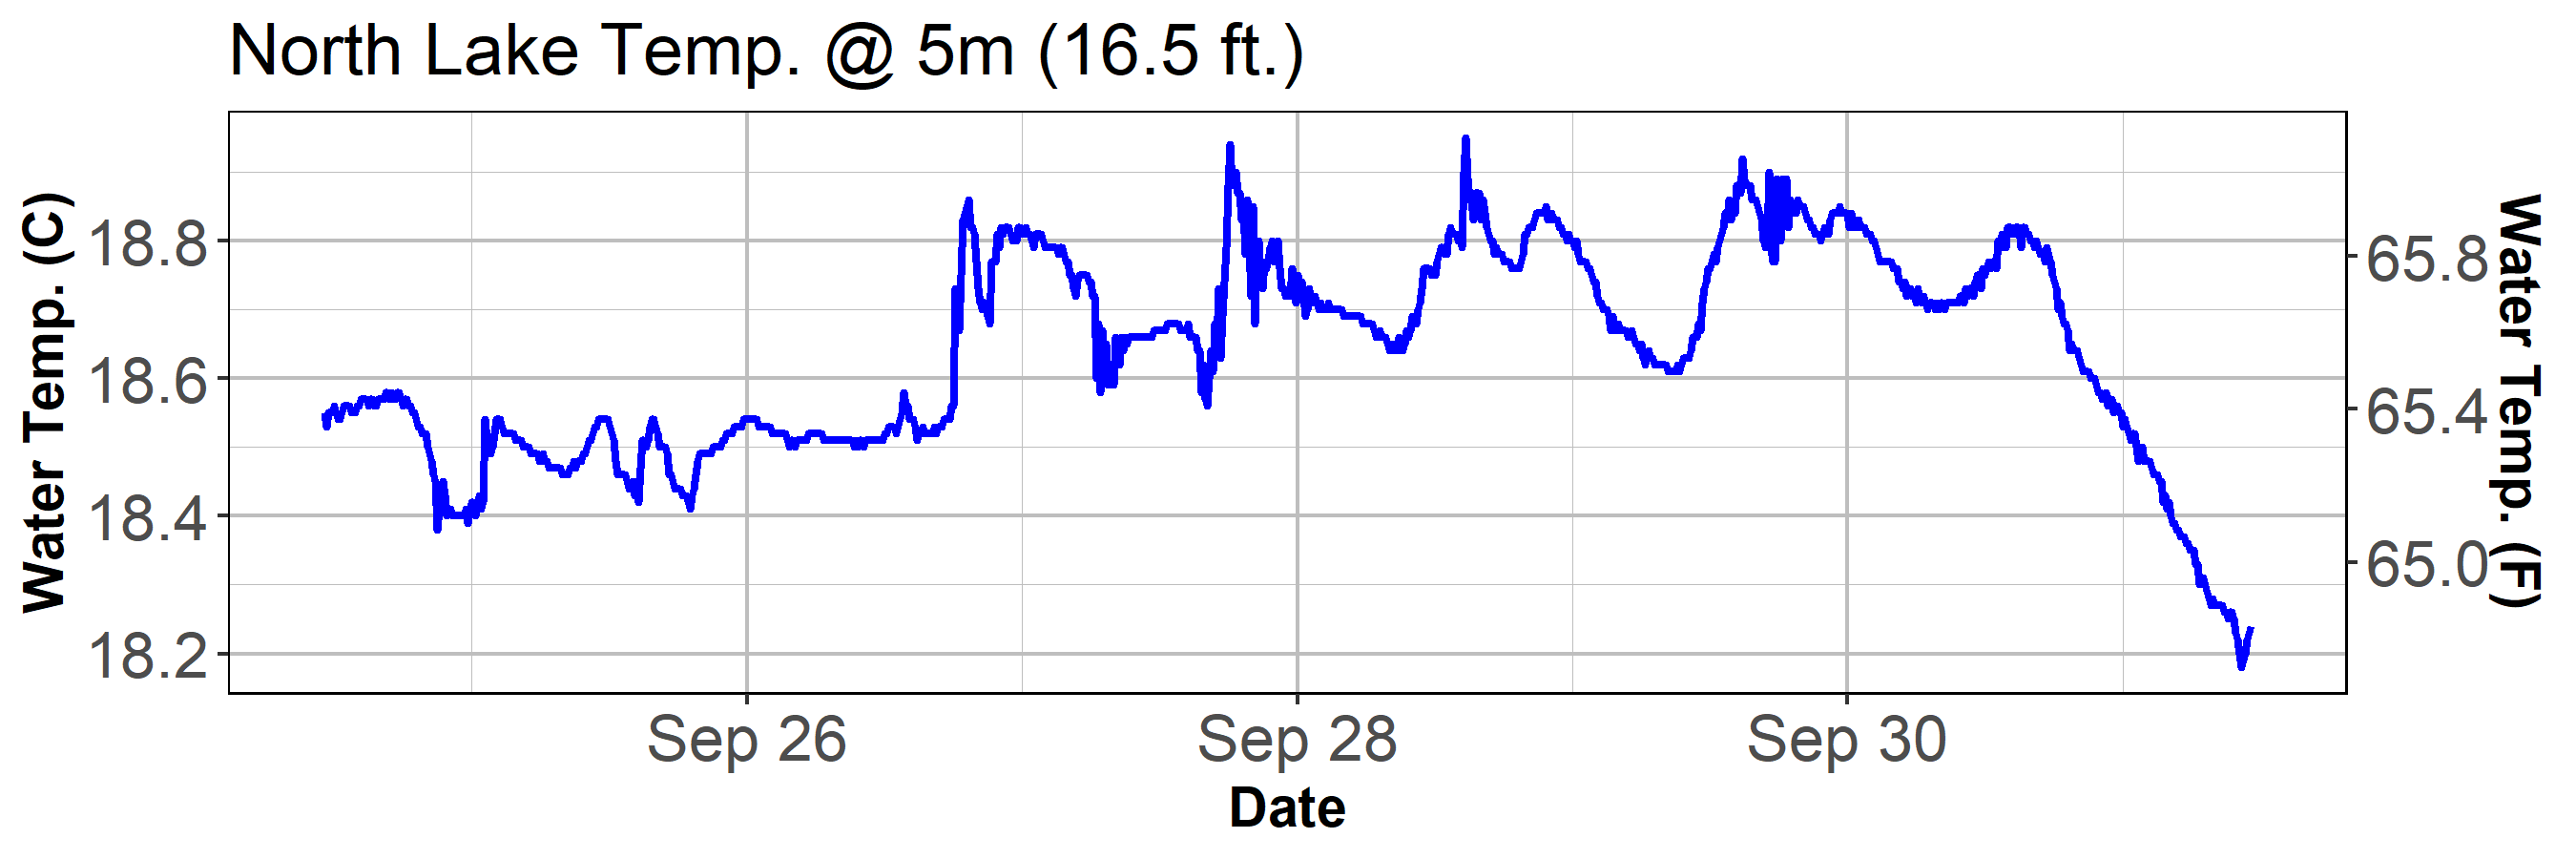 North Lake Temp. @ 5m (16.5 ft.)
Water Temp. (C)
18.8
18.6
18.4
18.2
65.8
65.4
65.0
Water Temp. (F)
Sep 26 Sep 28 Sep 30
Date